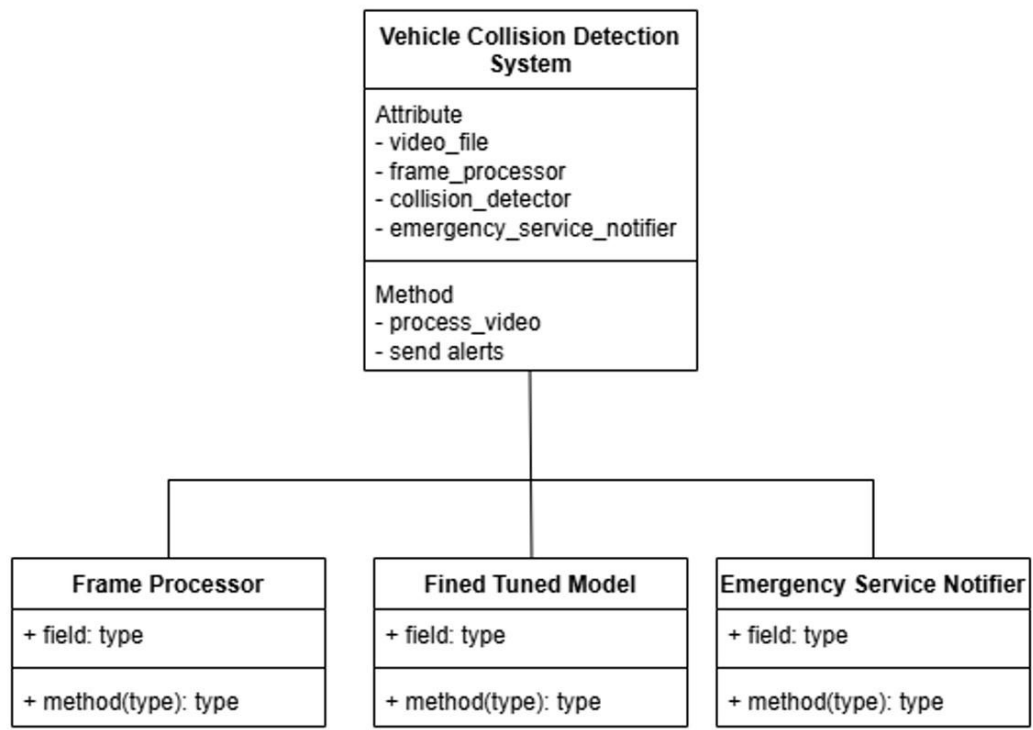 Vehicle Collision Detection
System
Attribute
- video_file
- frame_processor
- collision_detector
- emergency_service_notifier
Method
- process_video
- send alerts
Frame Processor
+ field: type
+ method(type): type
Fined Tuned Model
+ field: type
+ method(type): type
Emergency Service Notifier
+ field: type
+ method(type): type